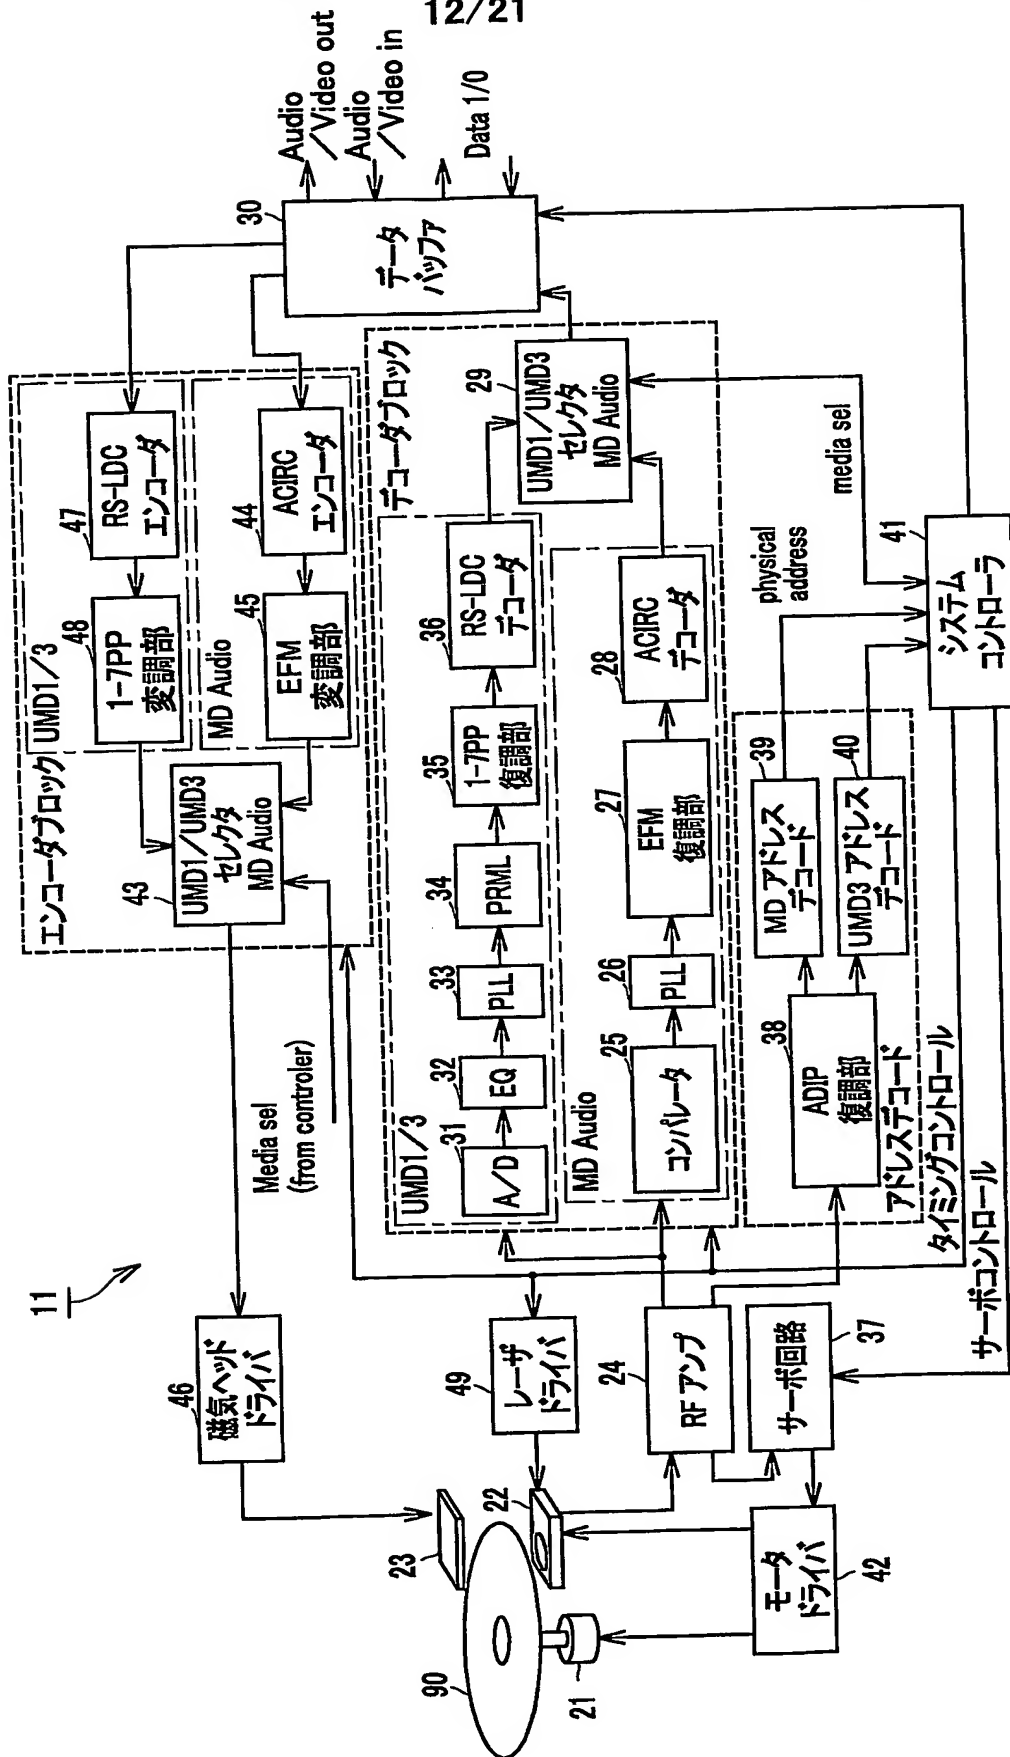 12/21
11
Audio
／Video out
Audio
／Video in
Data 1/0
30
データ
バッファ
エンコーダブロック
UMD1／3
47
RS-LDC
エンコーダ
48
1-7PP
変調部
MD Audio
44
ACIRC
エンコーダ
45
EFM
変調部
43
UMD1／UMD3
セレクタ
MD Audio
Media sel
(from controler)
46
磁気ヘッド
ドライバ
デコーダブロック
29
UMD1／UMD3
セレクタ
MD Audio
UMD1／3
31
A／D
32
EQ
33
PLL
34
PRML
35
1-7PP
復調部
36
RS-LDC
デコーダ
MD Audio
25
コンパレータ
26
PLL
27
EFM
復調部
28
ACIRC
デコーダ
media sel
physical
address
41
システム
コントローラ
39
MD アドレス
デコード
40
UMD3 アドレス
デコード
38
ADIP
復調部
アドレスデコード
タイミングコントロール
サーボコントロール
49
レーザ
ドライバ
24
RFアンプ
37
サーボ回路
42
モータ
ドライバ
23
22
90
21